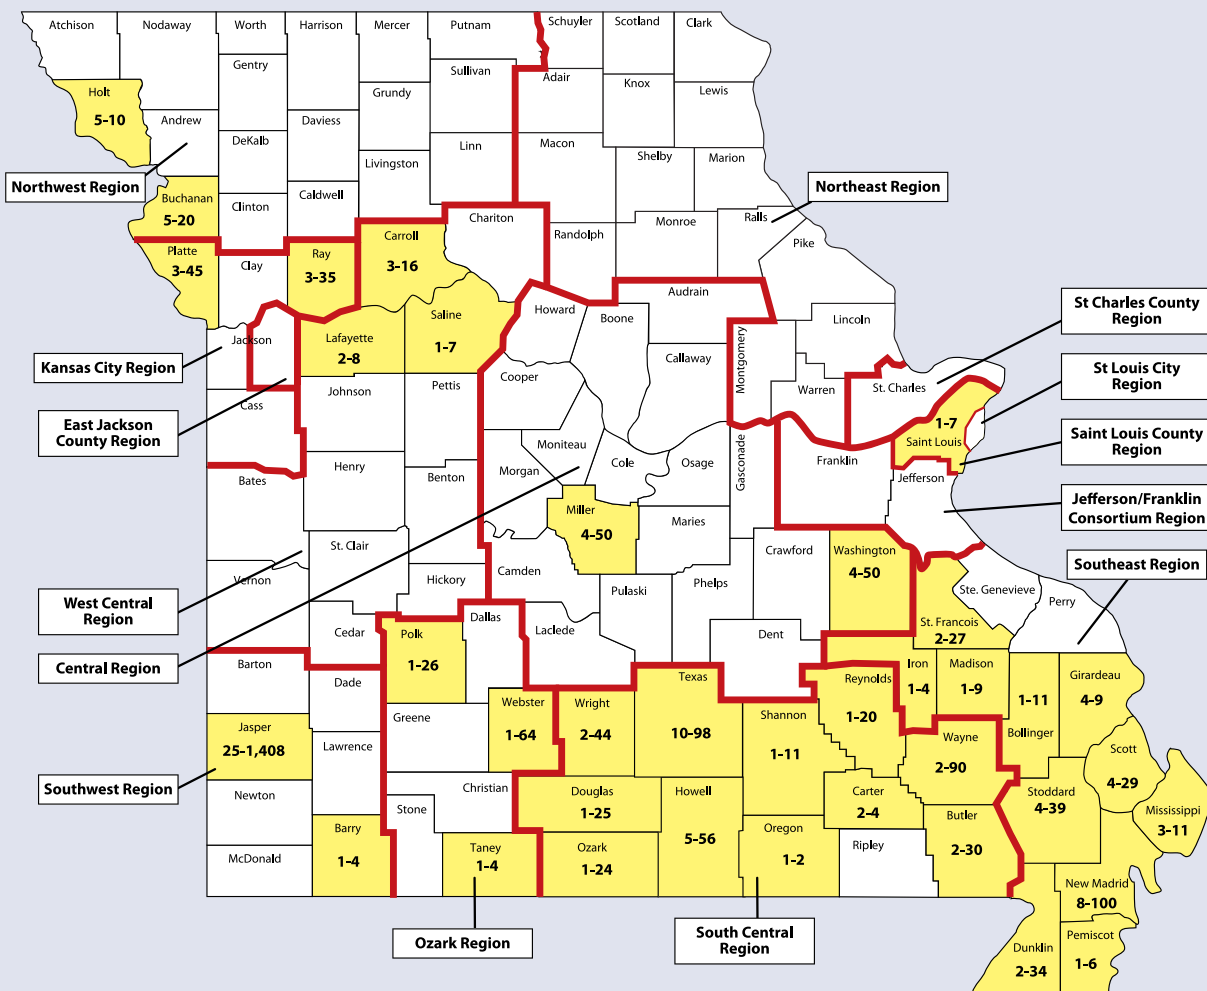 Atchison
Nodaway
Worth
Harrison
Mercer
Putnam
Schuyler
Scotland
Clark
Gentry
Sullivan
Adair
Knox
Lewis
Holt
5-10
Grundy
Andrew
Daviess
DeKalb
Linn
Macon
Livingston
Shelby
Marion
Northwest Region
Northeast Region
Buchanan
5-20
Clinton
Caldwell
Chariton
Randolph
Monroe
Ralls
Pike
Platte
3-45
Clay
Ray
3-35
Carroll
3-16
Audrain
St Charles County
Region
Howard
Boone
Lincoln
Saline
1-7
Lafayette
2-8
Jackson
Kansas City Region
Callaway
Montgomery
St Louis City
Region
Cooper
Warren
St. Charles
Johnson
Pettis
Cass
East Jackson
County Region
1-7
Saint Louis
Saint Louis County
Region
Moniteau
Cole
Osage
Gasconade
Franklin
Henry
Morgan
Benton
Bates
Jefferson
Jefferson/Franklin
Consortium Region
Miller
4-50
Maries
St. Clair
Crawford
Washington
4-50
Vernon
Hickory
Camden
Phelps
Pulaski
Southeast Region
Ste. Genevieve
Perry
West Central
Region
Cedar
Polk
1-26
Dallas
Laclede
Dent
St. Francois
2-27
Central Region
Barton
Dade
Texas
10-98
Reynolds
1-20
Iron
1-4
Madison
1-9
1-11
Bollinger
Girardeau
4-9
Greene
Webster
1-64
Wright
2-44
Shannon
1-11
Jasper
25-1,408
Lawrence
Wayne
2-90
Scott
4-29
Southwest Region
Newton
Christian
Stone
Douglas
1-25
Howell
5-56
Carter
2-4
Stoddard
4-39
Mississippi
3-11
Barry
1-4
Butler
2-30
Oregon
1-2
Ripley
McDonald
Taney
1-4
Ozark
1-24
New Madrid
8-100
Ozark Region
South Central
Region
Dunklin
2-34
Pemiscot
1-6